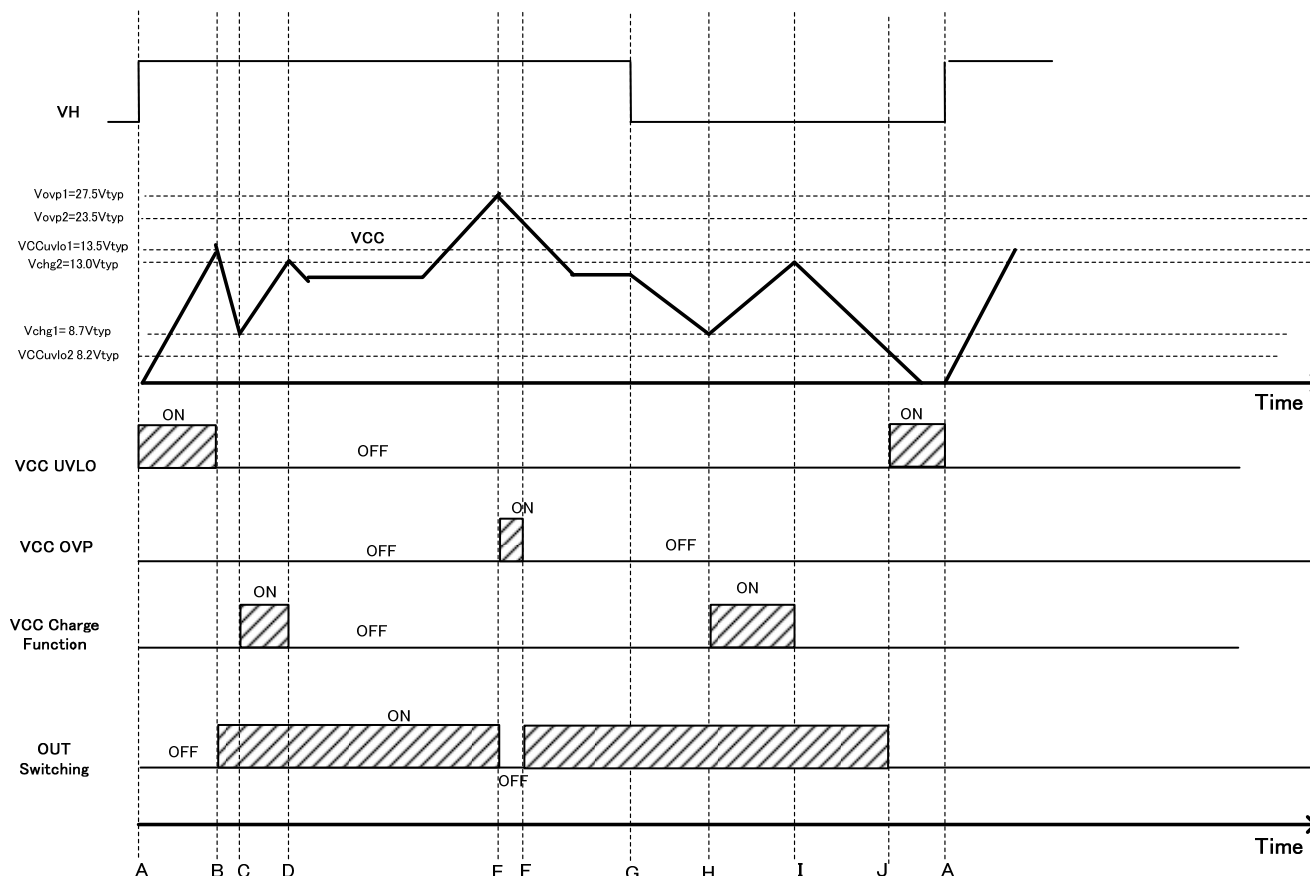 VH
Vovp1=27.5Vtyp
Vovp2=23.5Vtyp
VCCuvlo1=13.5Vtyp
Vchg2=13.0Vtyp
VCC
Vchg1= 8.7Vtyp
VCCuvlo2 8.2Vtyp
Time
ON
ON
VCC UVLO
OFF
ON
VCC OVP
OFF
OFF
ON
ON
VCC Charge
Function
OFF
ON
OUT
Switching
OFF
OFF
Time
A B C D E F G H I J A